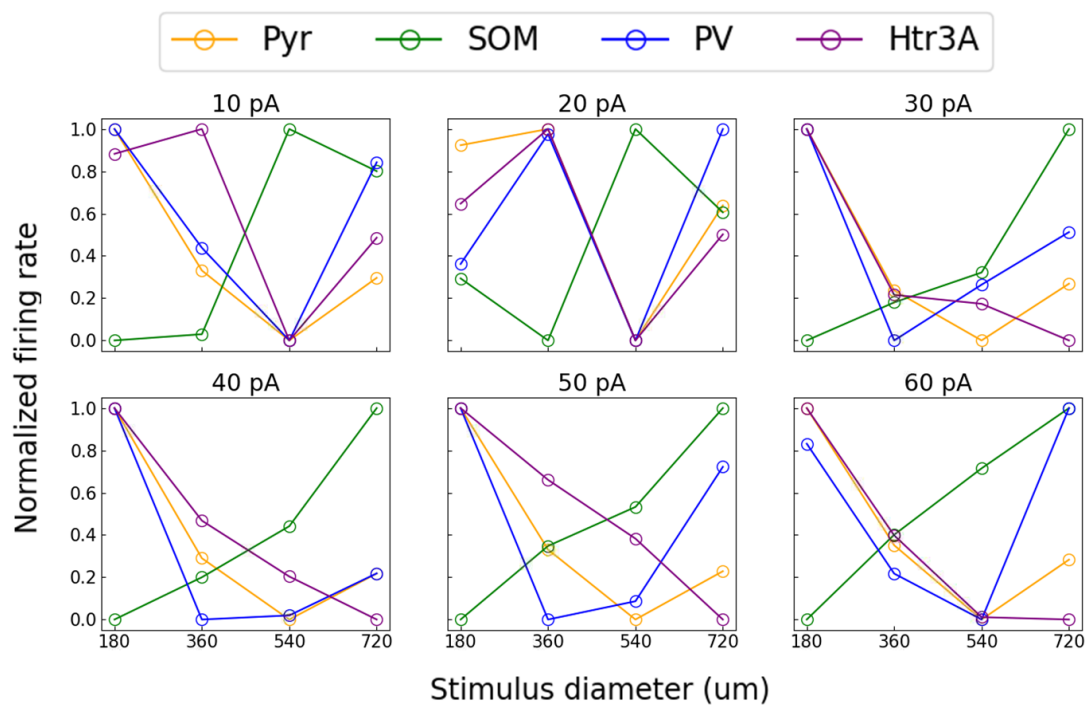 Pyr SOM PV Htr3A
10 pA 20 pA 30 pA
1.0
0.8
0.6
0.4
0.2
0.0
Normalized firing rate
40 pA 50 pA 60 pA
1.0
0.8
0.6
0.4
0.2
0.0
180 360 540 720 180 360 540 720 180 360 540 720
Stimulus diameter (um)